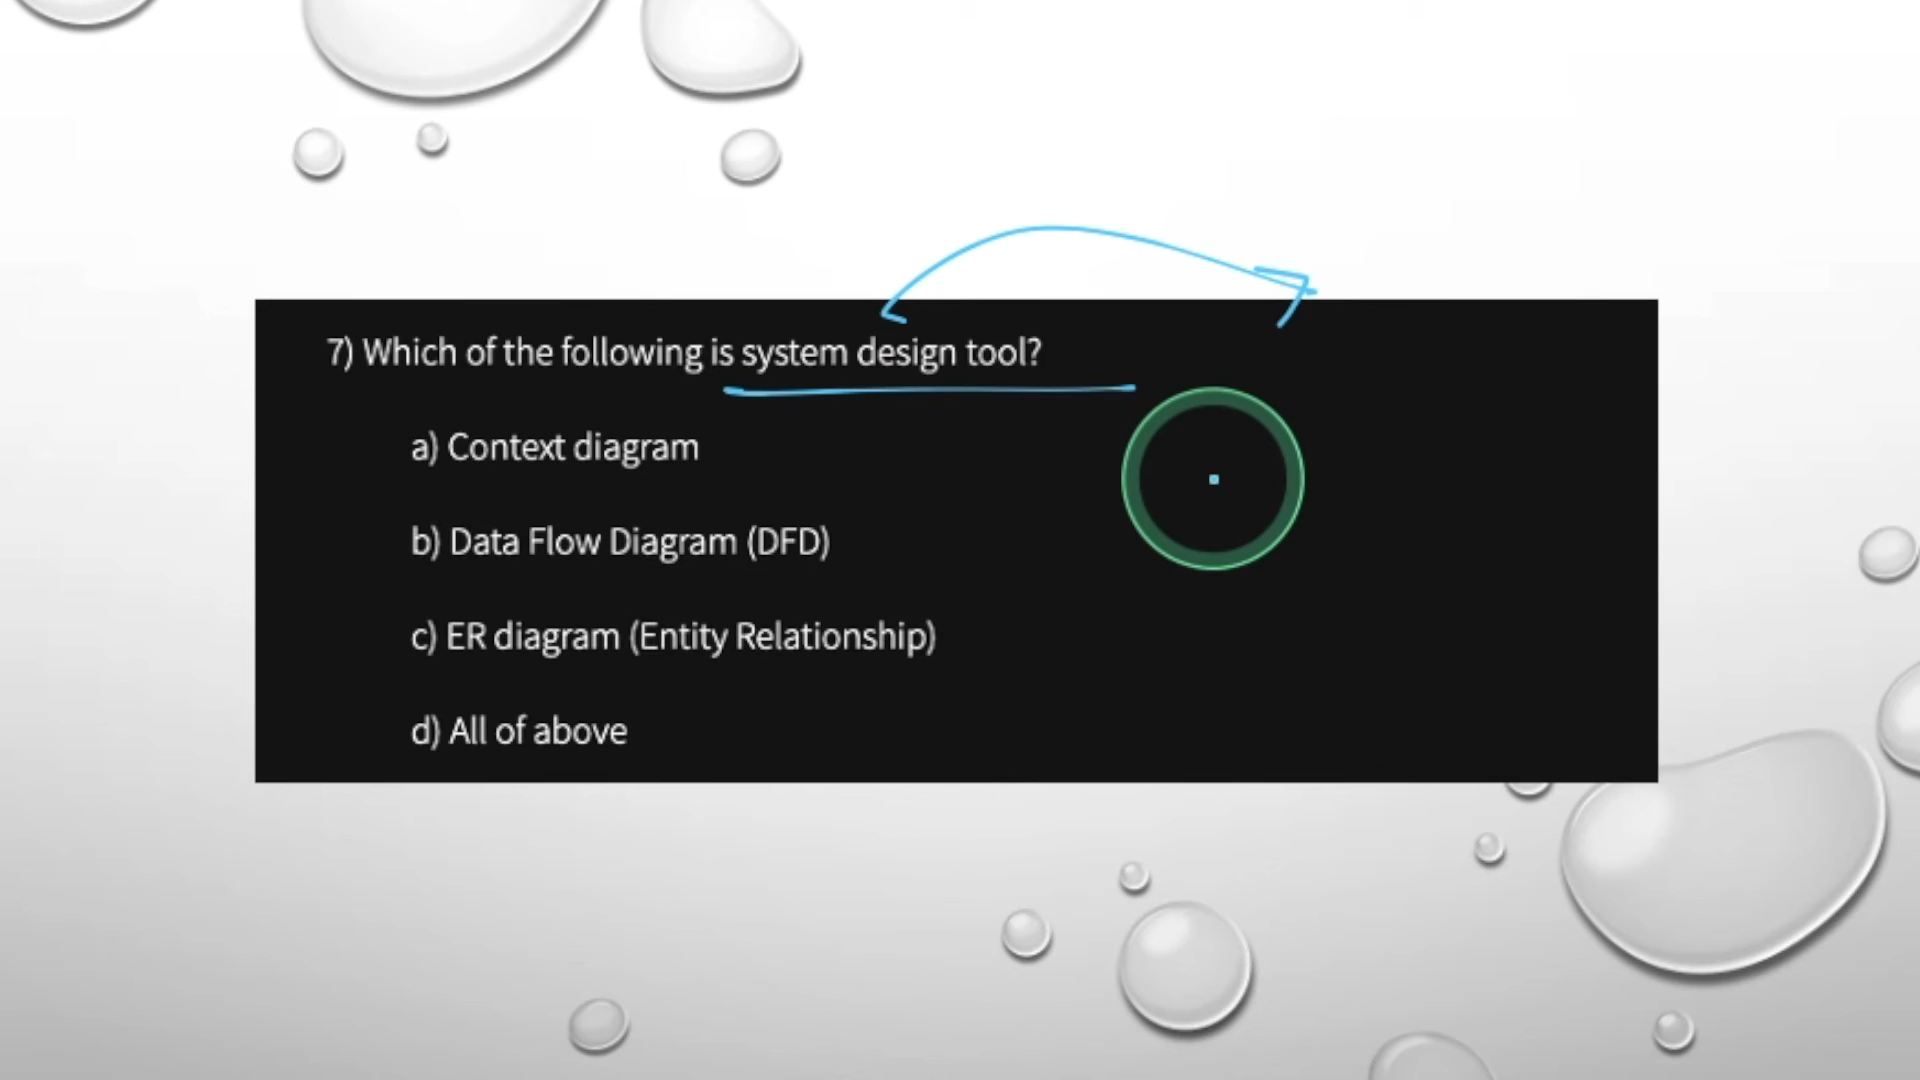 7) Which of the following is system design tool?
a) Context diagram
b) Data Flow Diagram (DFD)
c) ER diagram (Entity Relationship)
d) All of above